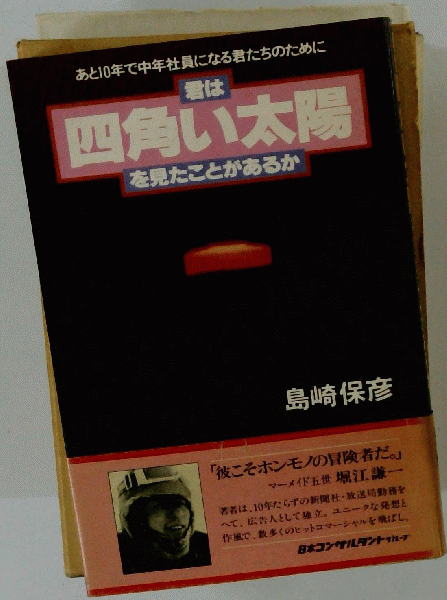 あと10年で中年社員になる君たちのために
君は
四角い太陽
を見たことがあるか
島崎保彦
「彼こそホンモノの冒険者だ。」
マーメイド五世 堀江謙一
著者は、10年たらずの新聞社・放送局勤務を
へて、広告人として独立。ユニークな発想と
作風で、数多くのヒットコマーシャルを飛ばし、
日本コンサルタントグループ